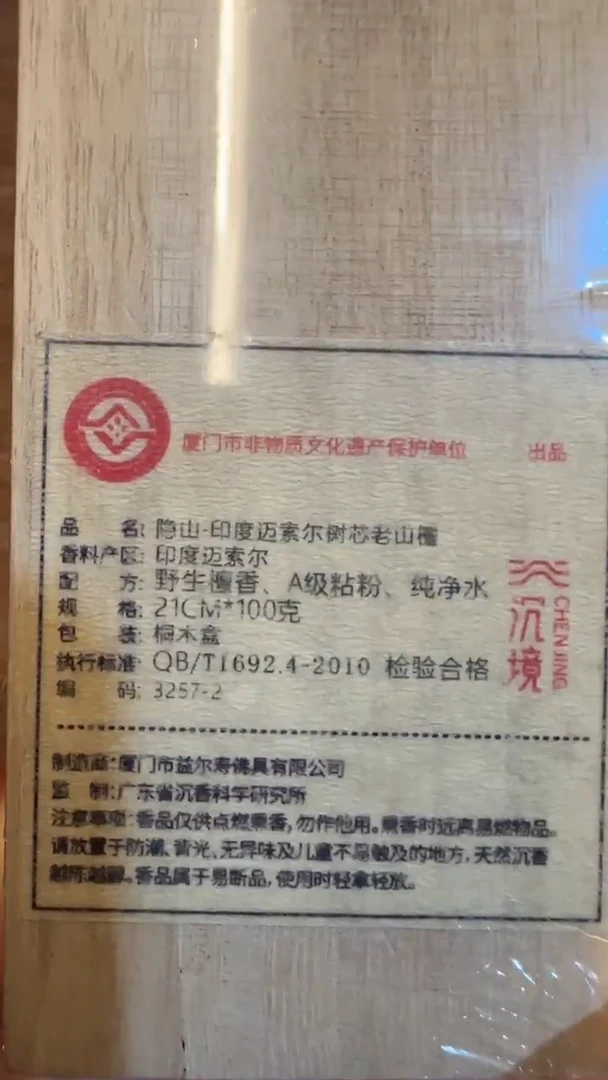 厦门市非物质文化遗产保护单位 出品
品 名: 隐山-印度迈索尔树芯老山檀
香料产区: 印度迈索尔
配 方: 野生檀香、A级粘粉、纯净水
规 格: 21CM*100克
包 装: 桐木盒
执行标准: QB/T1692.4-2010 检验合格
编 码: 3257-2
沉境
CHEN JING
制造商:厦门市益尔寿佛具有限公司
监 制:广东省沉香科学研究所
注意事项:香品仅供点燃熏香,勿作他用。熏香时远离易燃物品。
请放置于防潮、背光、无异味及儿童不易触及的地方,天然沉香
越陈越醇。香品属于易断品,使用时轻拿轻放。